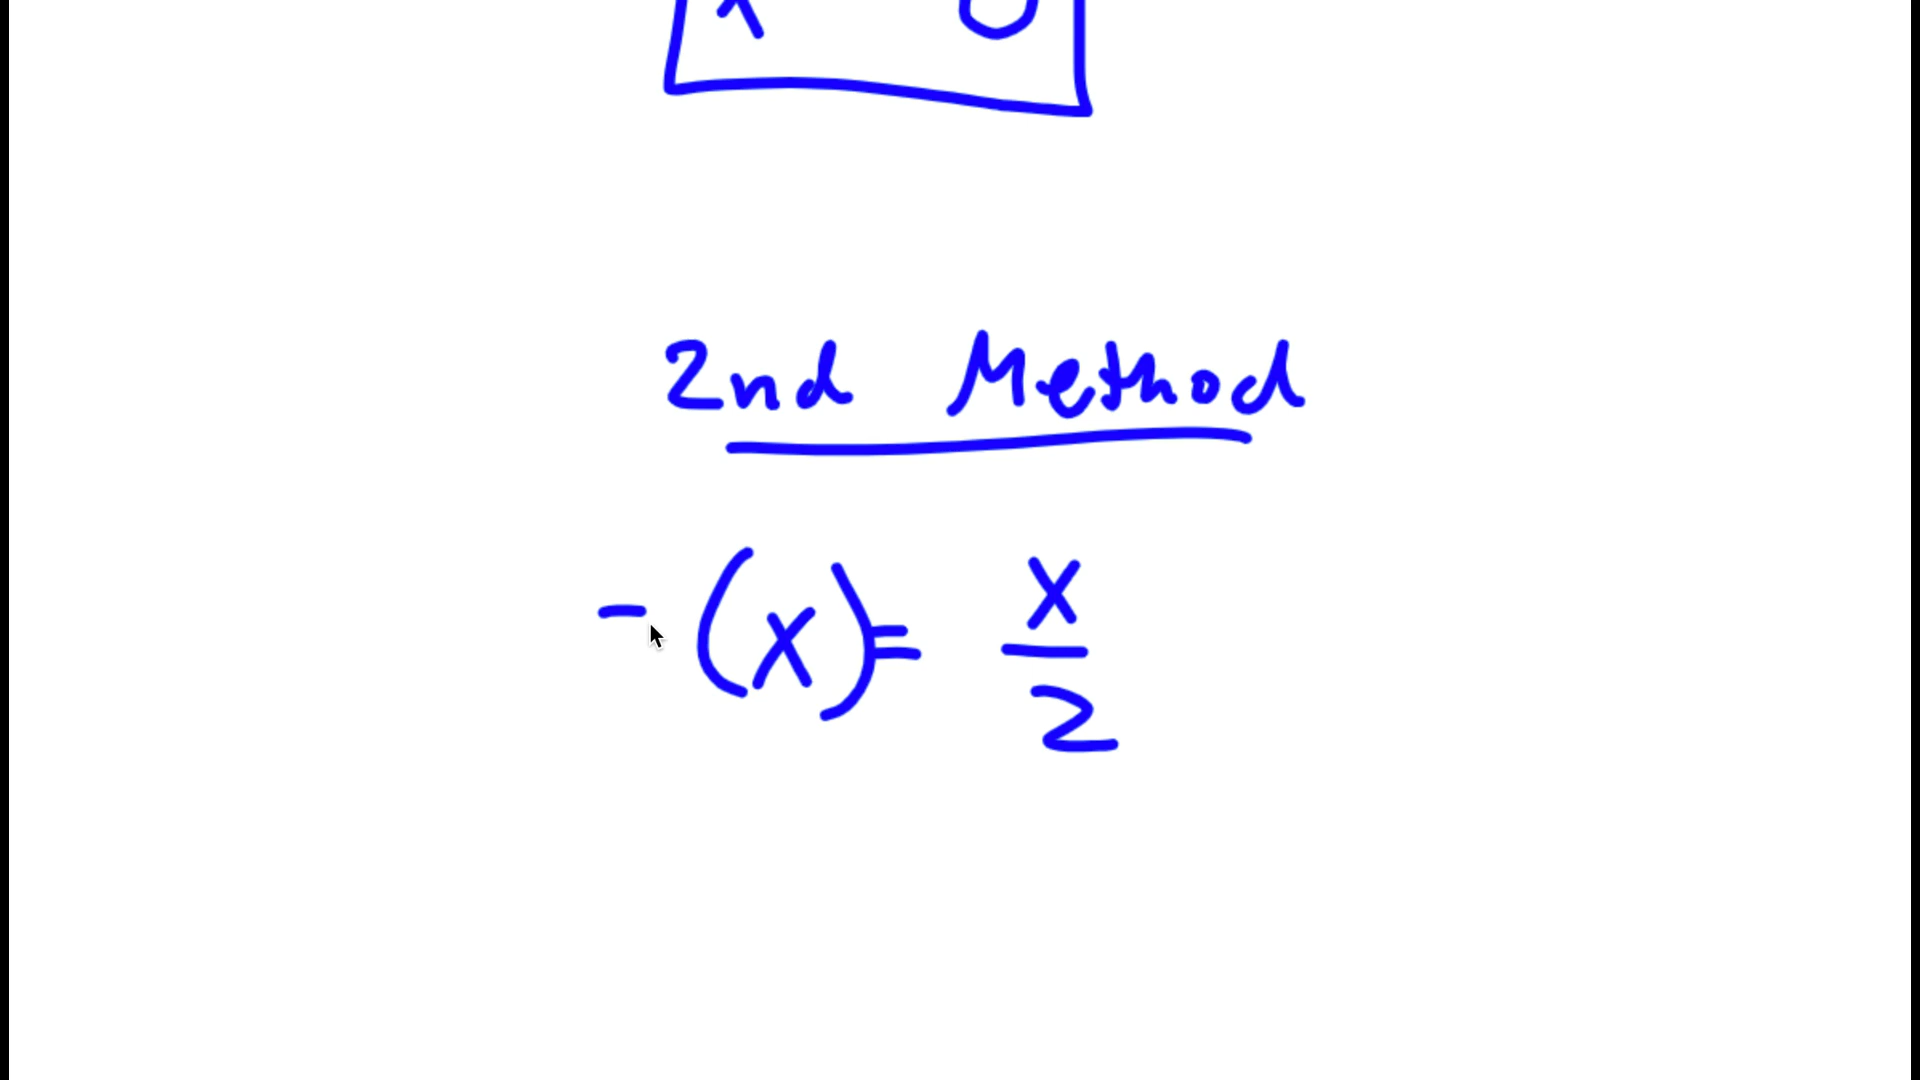 2nd Method
- (x) = x/2